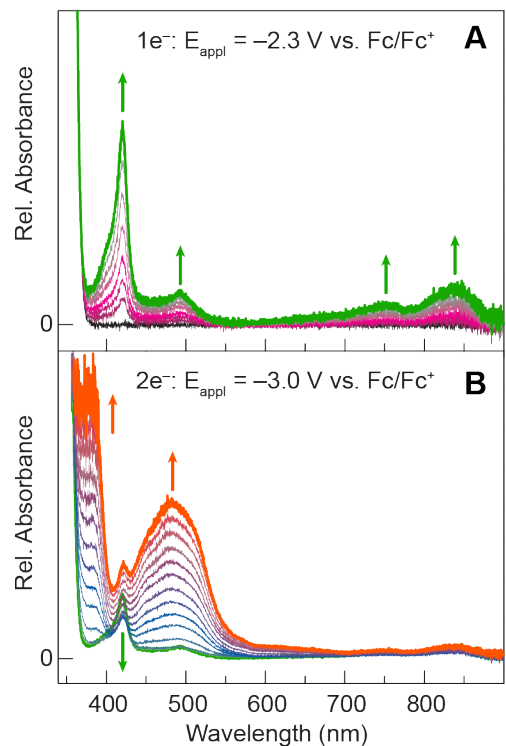 1e⁻: E_appl = –2.3 V vs. Fc/Fc⁺ A
Rel. Absorbance
0
2e⁻: E_appl = –3.0 V vs. Fc/Fc⁺ B
Rel. Absorbance
0
400 500 600 700 800
Wavelength (nm)